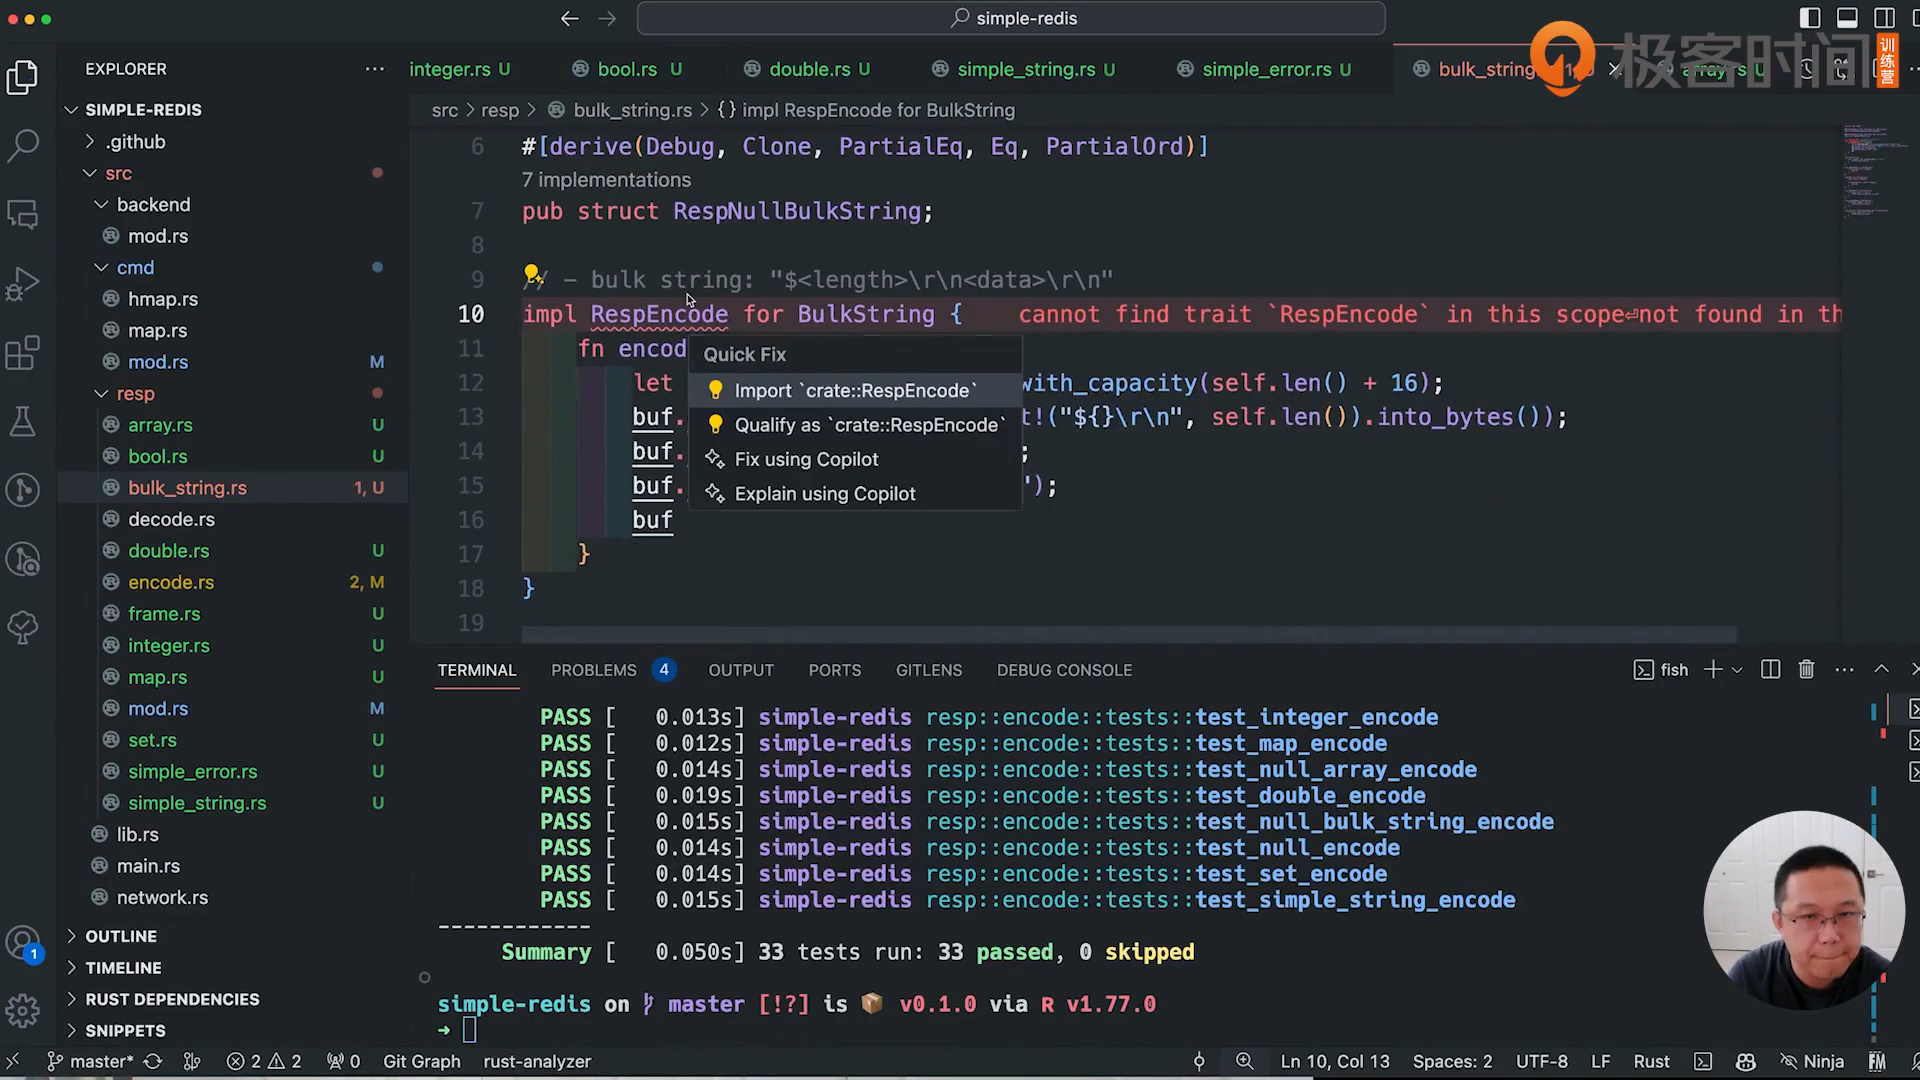 simple-redis
极客时间
训练营
EXPLORER
integer.rs U
bool.rs U
double.rs U
simple_string.rs U
simple_error.rs U
bulk_string
SIMPLE-REDIS
src > resp > bulk_string.rs > {} impl RespEncode for BulkString
.github
src
backend
mod.rs
cmd
hmap.rs
map.rs
mod.rs M
resp
array.rs U
bool.rs U
bulk_string.rs 1, U
decode.rs
double.rs U
encode.rs 2, M
frame.rs U
integer.rs U
map.rs U
mod.rs M
set.rs U
simple_error.rs U
simple_string.rs U
lib.rs
main.rs
network.rs
OUTLINE
TIMELINE
RUST DEPENDENCIES
SNIPPETS
6 #[derive(Debug, Clone, PartialEq, Eq, PartialOrd)]
7 implementations
7 pub struct RespNullBulkString;
8
9 // - bulk string: "$<length>\r\n<data>\r\n"
10 impl RespEncode for BulkString { cannot find trait `RespEncode` in this scope⏎not found in th
11 fn encod
12 let with_capacity(self.len() + 16);
13 buf. t!("${}\r\n", self.len()).into_bytes());
14 buf. ;
15 buf. ");
16 buf
17 }
18 }
19
Quick Fix
Import `crate::RespEncode`
Qualify as `crate::RespEncode`
Fix using Copilot
Explain using Copilot
TERMINAL PROBLEMS 4 OUTPUT PORTS GITLENS DEBUG CONSOLE
fish
PASS [ 0.013s] simple-redis resp::encode::tests::test_integer_encode
PASS [ 0.012s] simple-redis resp::encode::tests::test_map_encode
PASS [ 0.014s] simple-redis resp::encode::tests::test_null_array_encode
PASS [ 0.019s] simple-redis resp::encode::tests::test_double_encode
PASS [ 0.015s] simple-redis resp::encode::tests::test_null_bulk_string_encode
PASS [ 0.014s] simple-redis resp::encode::tests::test_null_encode
PASS [ 0.014s] simple-redis resp::encode::tests::test_set_encode
PASS [ 0.015s] simple-redis resp::encode::tests::test_simple_string_encode
------------
Summary [ 0.050s] 33 tests run: 33 passed, 0 skipped
simple-redis on master [!?] is 📦 v0.1.0 via R v1.77.0
➜
1
master* 2 2 0 Git Graph rust-analyzer
Ln 10, Col 13 Spaces: 2 UTF-8 LF Rust Ninja